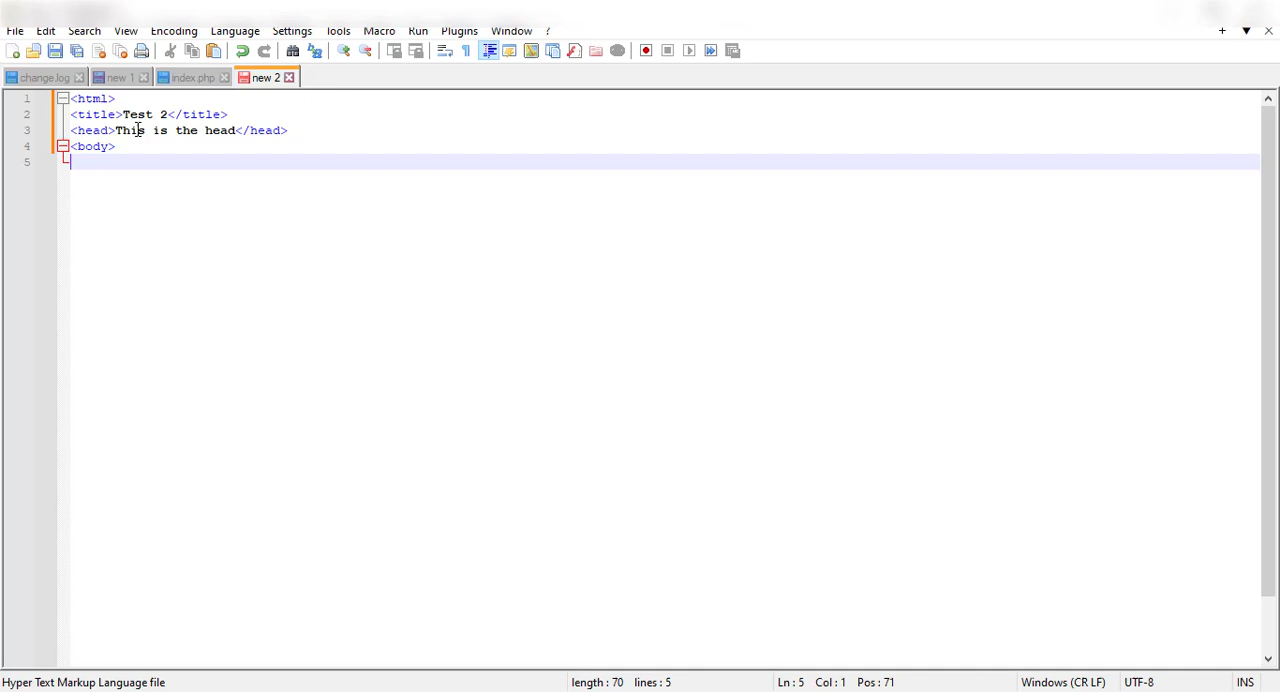 File Edit Search View Encoding Language Settings Tools Macro Run Plugins Window ?
change.log new 1 index.php new 2
1 <html>
2 <title>Test 2</title>
3 <head>This is the head</head>
4 <body>
5
Hyper Text Markup Language file length : 70 lines : 5 Ln : 5 Col : 1 Pos : 71 Windows (CR LF) UTF-8 INS